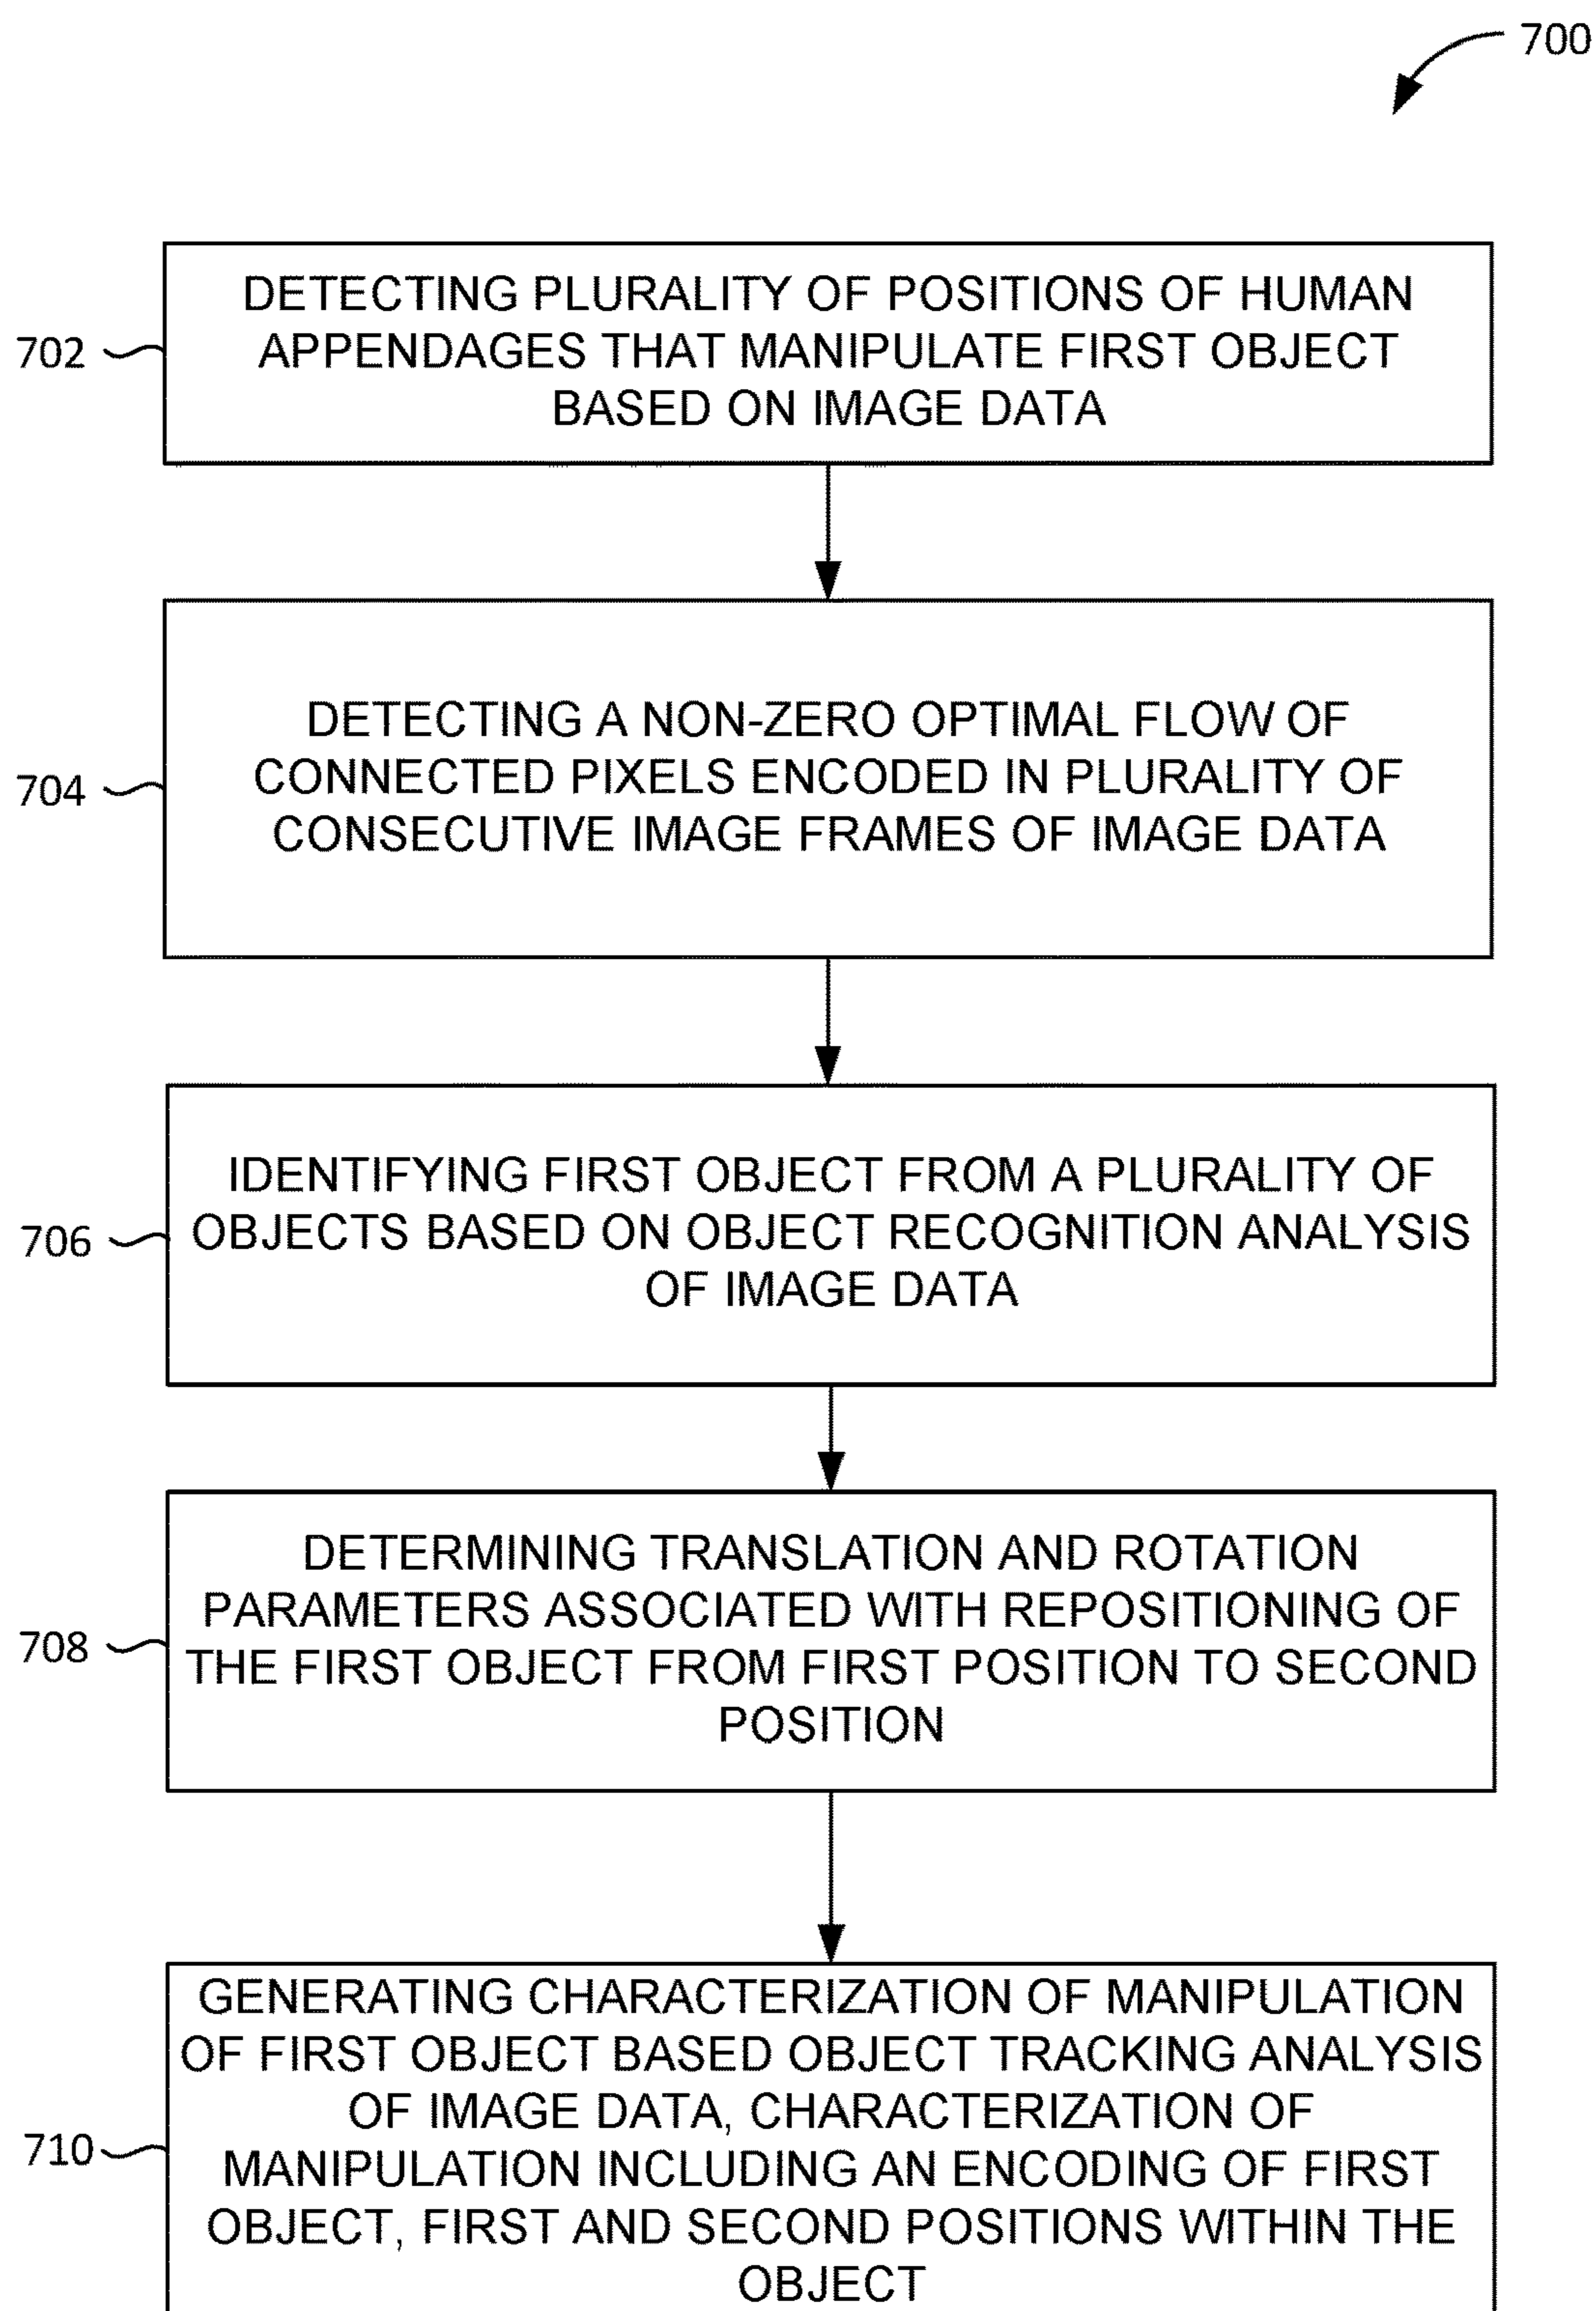 700
702
DETECTING PLURALITY OF POSITIONS OF HUMAN
APPENDAGES THAT MANIPULATE FIRST OBJECT
BASED ON IMAGE DATA
704
DETECTING A NON-ZERO OPTIMAL FLOW OF
CONNECTED PIXELS ENCODED IN PLURALITY OF
CONSECUTIVE IMAGE FRAMES OF IMAGE DATA
706
IDENTIFYING FIRST OBJECT FROM A PLURALITY OF
OBJECTS BASED ON OBJECT RECOGNITION ANALYSIS
OF IMAGE DATA
708
DETERMINING TRANSLATION AND ROTATION
PARAMETERS ASSOCIATED WITH REPOSITIONING OF
THE FIRST OBJECT FROM FIRST POSITION TO SECOND
POSITION
710
GENERATING CHARACTERIZATION OF MANIPULATION
OF FIRST OBJECT BASED OBJECT TRACKING ANALYSIS
OF IMAGE DATA, CHARACTERIZATION OF
MANIPULATION INCLUDING AN ENCODING OF FIRST
OBJECT, FIRST AND SECOND POSITIONS WITHIN THE
OBJECT